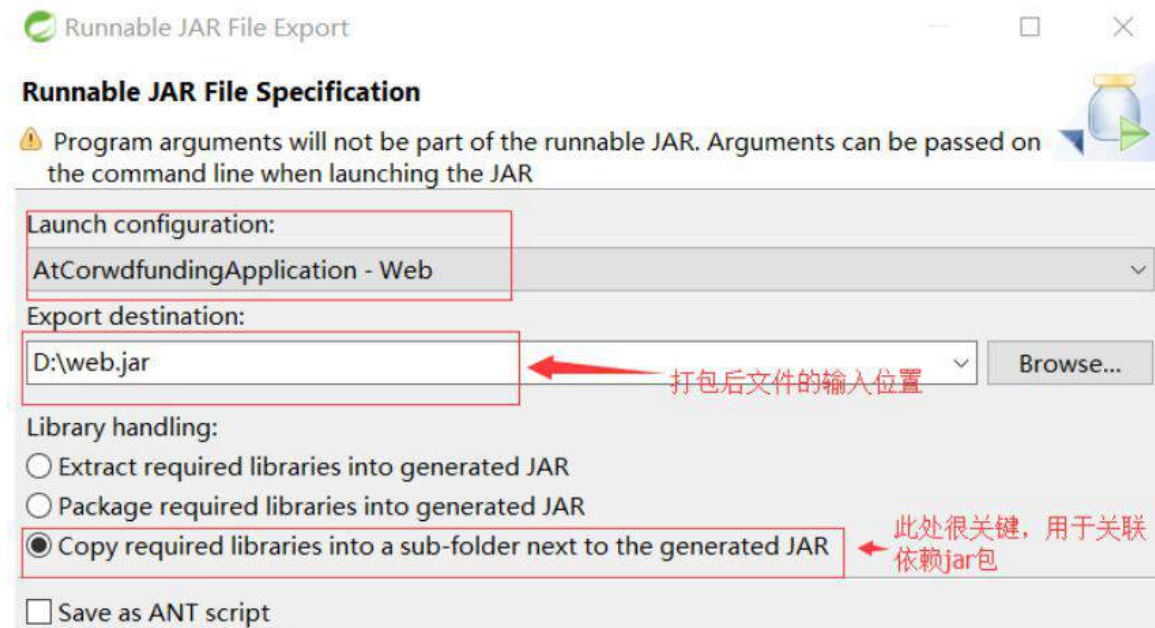 Runnable JAR File Export
Runnable JAR File Specification
Program arguments will not be part of the runnable JAR. Arguments can be passed on
the command line when launching the JAR
Launch configuration:
AtCorwdfundingApplication - Web
Export destination:
D:\web.jar
Browse...
打包后文件的输入位置
Library handling:
Extract required libraries into generated JAR
Package required libraries into generated JAR
Copy required libraries into a sub-folder next to the generated JAR
此处很关键，用于关联
依赖jar包
Save as ANT script